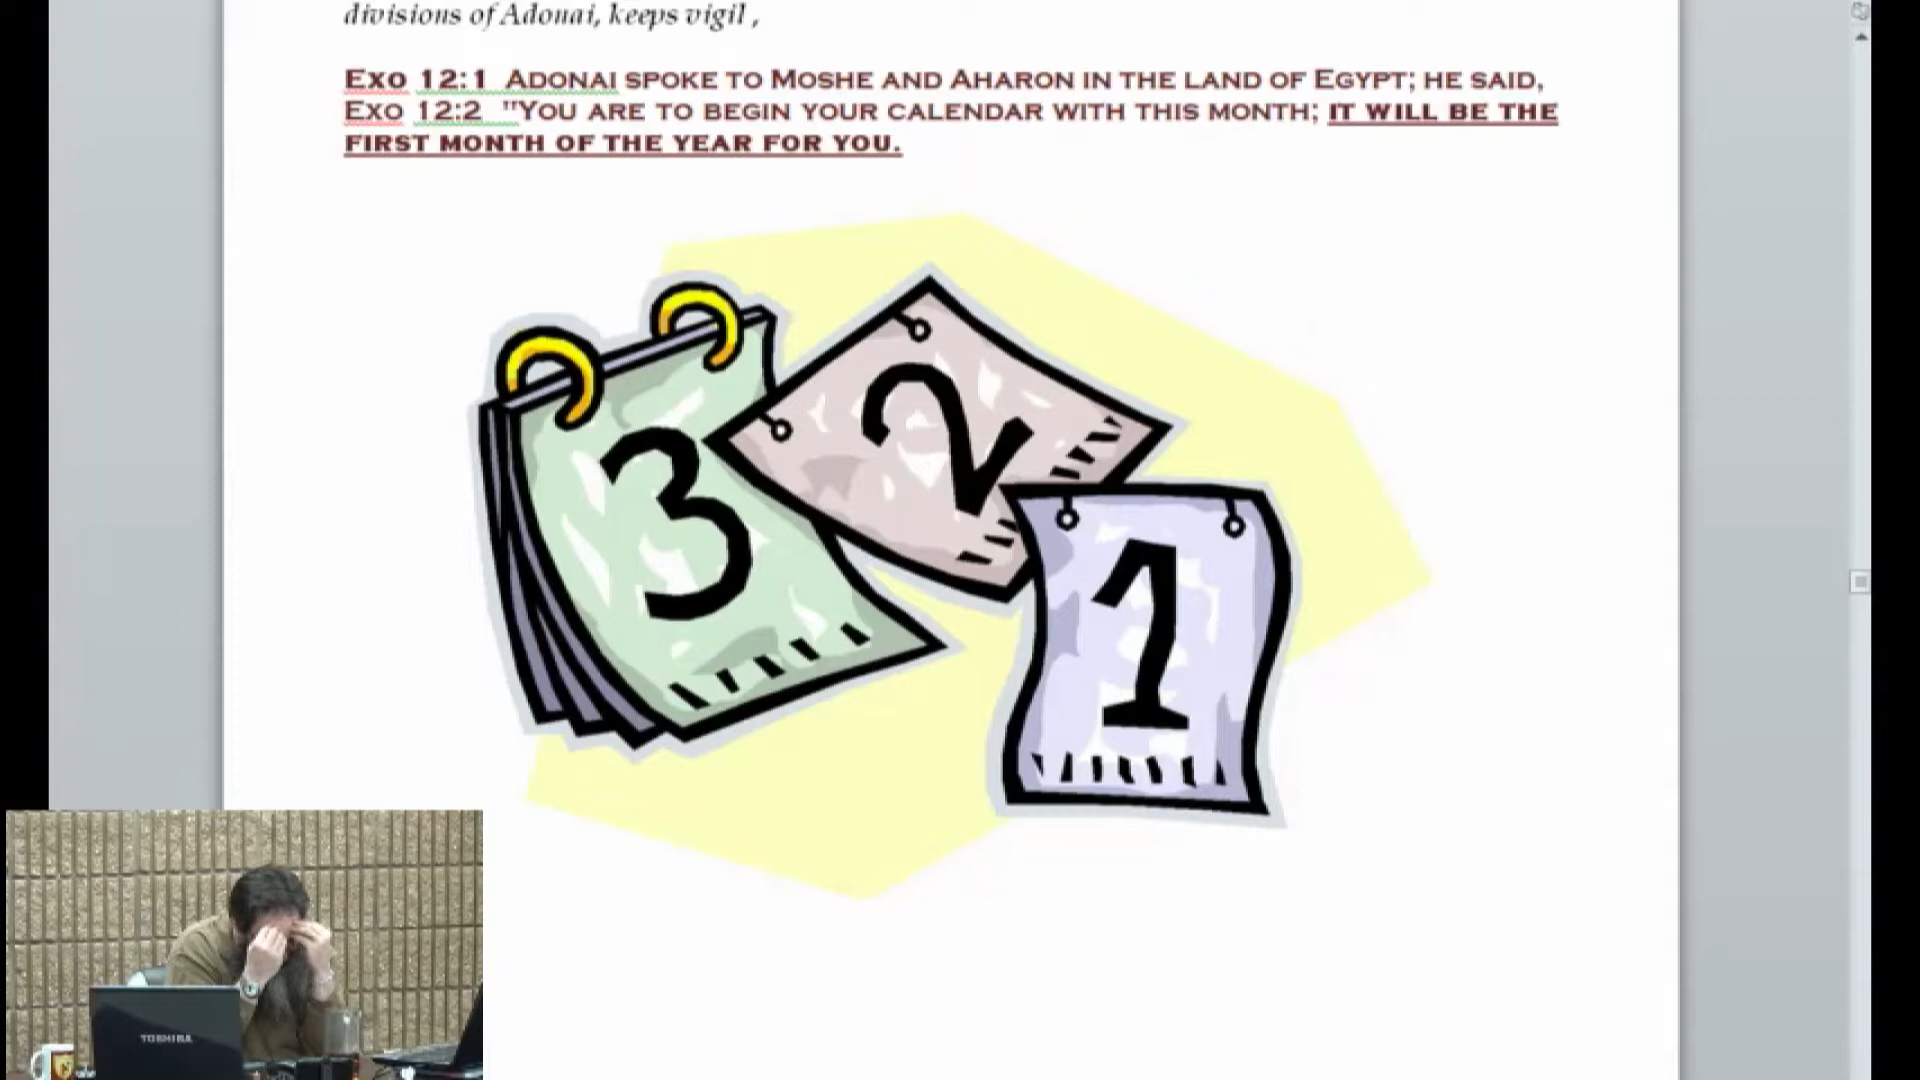 divisions of Adonai, keeps vigil ,
Exo 12:1 Adonai spoke to Moshe and Aharon in the land of Egypt; he said,
Exo 12:2 "You are to begin your calendar with this month; it will be the
first month of the year for you.
3
2
1
TOSHIBA